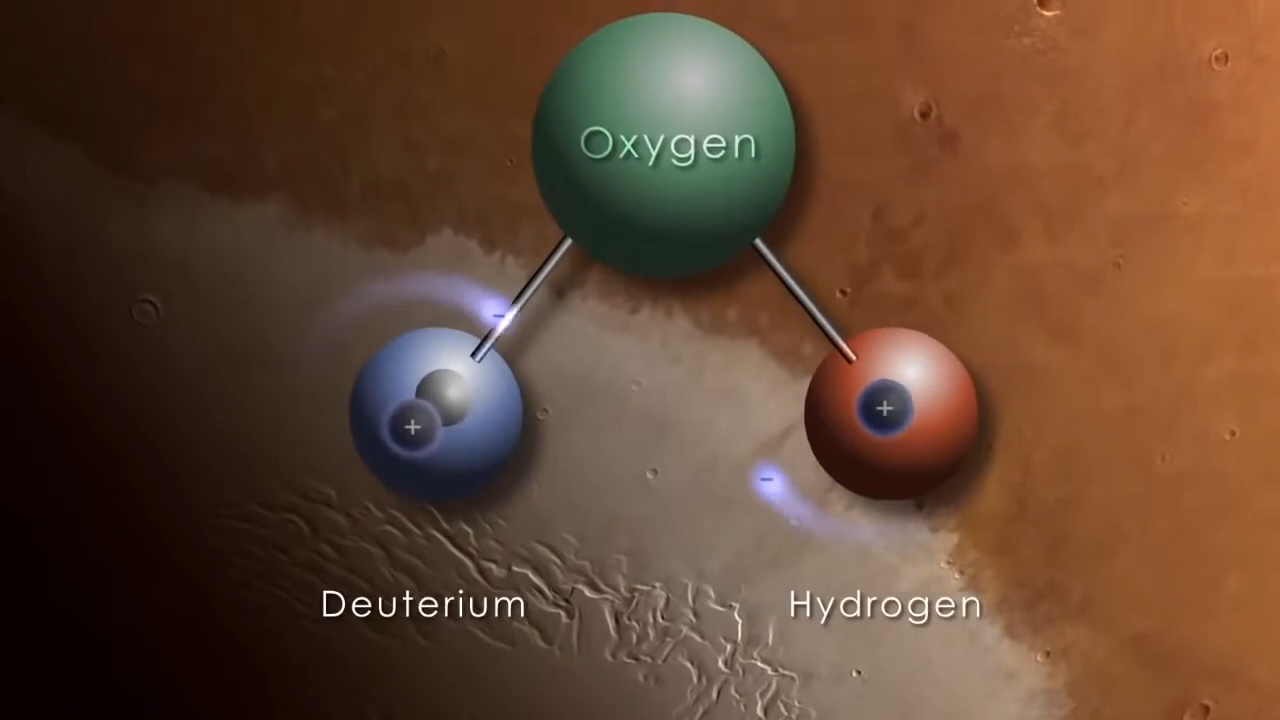 Oxygen
-
+
+
-
Deuterium
Hydrogen